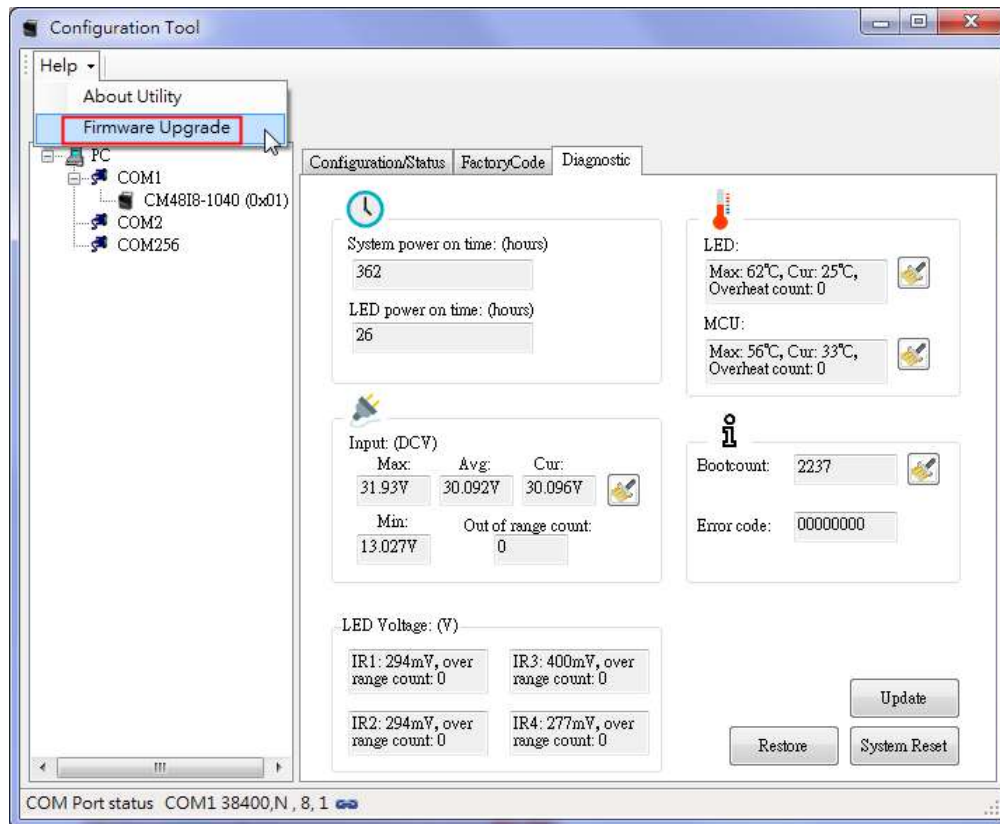 Configuration Tool
Help
About Utility
Firmware Upgrade
PC
COM1
CM48I8-1040 (0x01)
COM2
COM256
Configuration/Status
FactoryCode
Diagnostic
System power on time: (hours)
362
LED power on time: (hours)
26
LED:
Max: 62°C, Cur: 25°C,
Overheat count: 0
MCU:
Max: 56°C, Cur: 33°C,
Overheat count: 0
Input: (DCV)
Max: Avg: Cur:
31.93V 30.092V 30.096V
Min: Out of range count:
13.027V 0
Bootcount: 2237
Error code: 00000000
LED Voltage: (V)
IR1: 294mV, over
range count: 0
IR3: 400mV, over
range count: 0
IR2: 294mV, over
range count: 0
IR4: 277mV, over
range count: 0
Update
Restore
System Reset
COM Port status COM1 38400,N , 8, 1